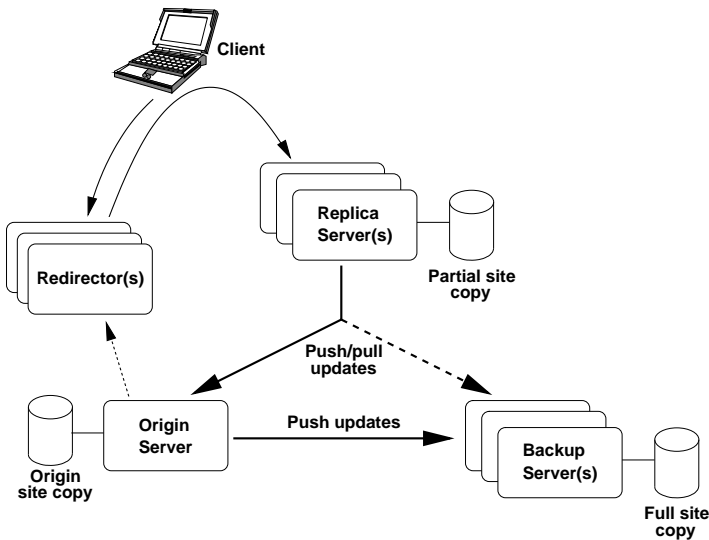 Client
Replica
Server(s)
Redirector(s)
Partial site
copy
Push/pull
updates
Origin
Server
Push updates
Backup
Server(s)
Origin
site copy
Full site
copy